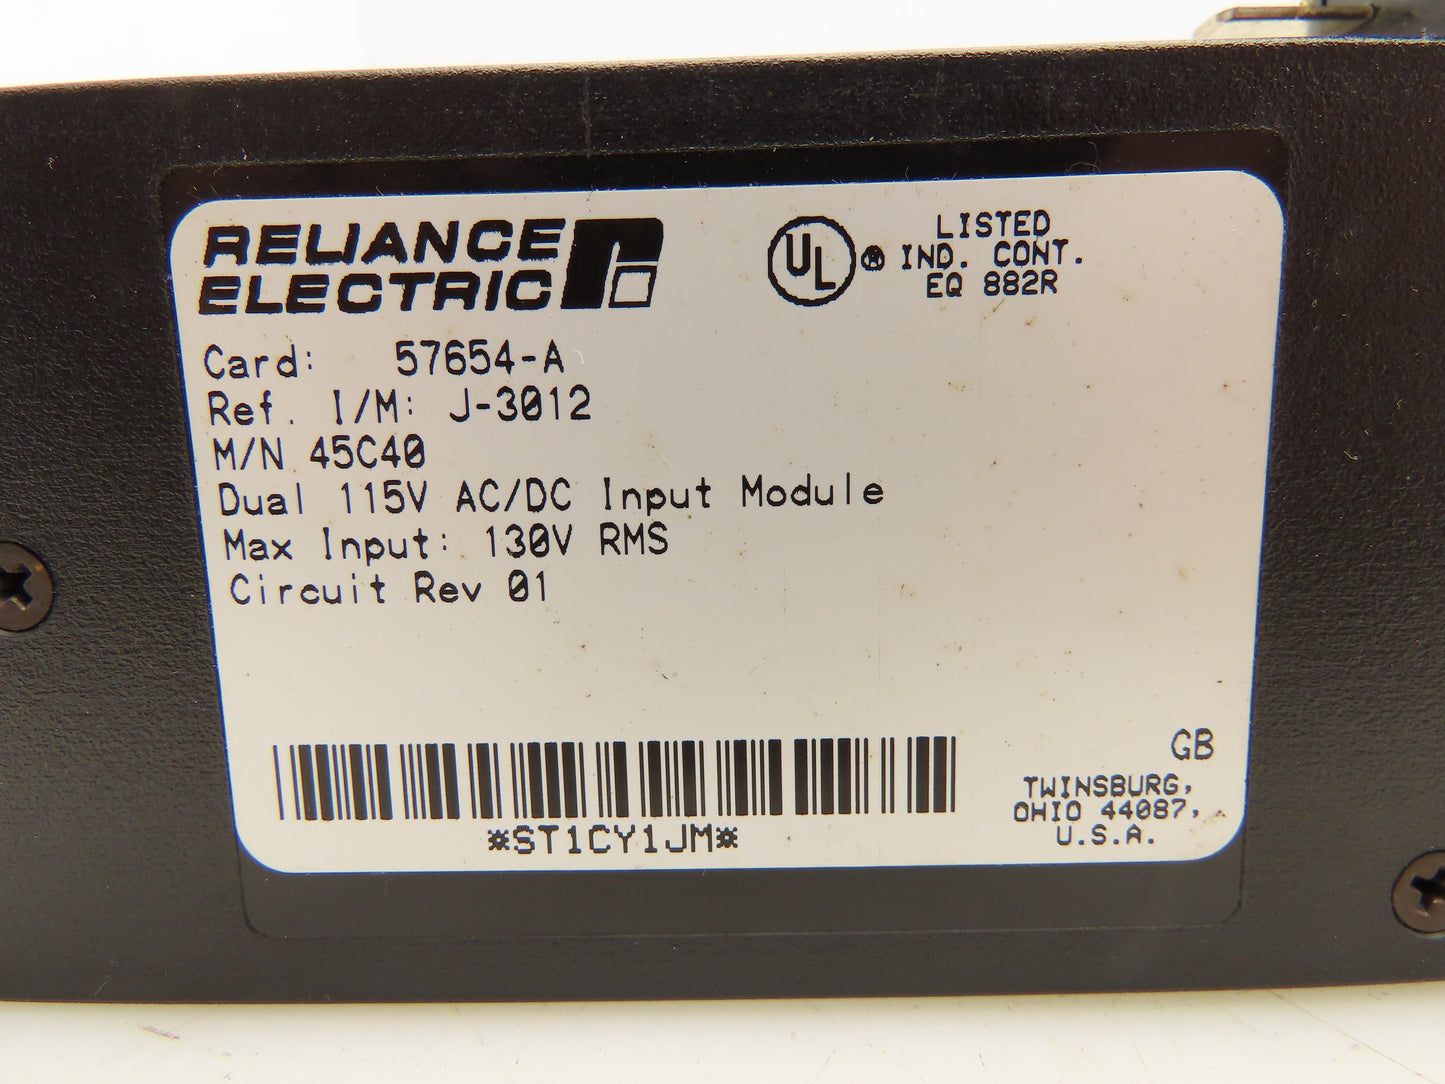 RELIANCE
ELECTRIC
UL®
LISTED
IND. CONT.
EQ 882R
Card: 57654-A
Ref. I/M: J-3012
M/N 45C40
Dual 115V AC/DC Input Module
Max Input: 130V RMS
Circuit Rev 01
*ST1CY1JM*
GB
TWINSBURG,
OHIO 44087,
U.S.A.